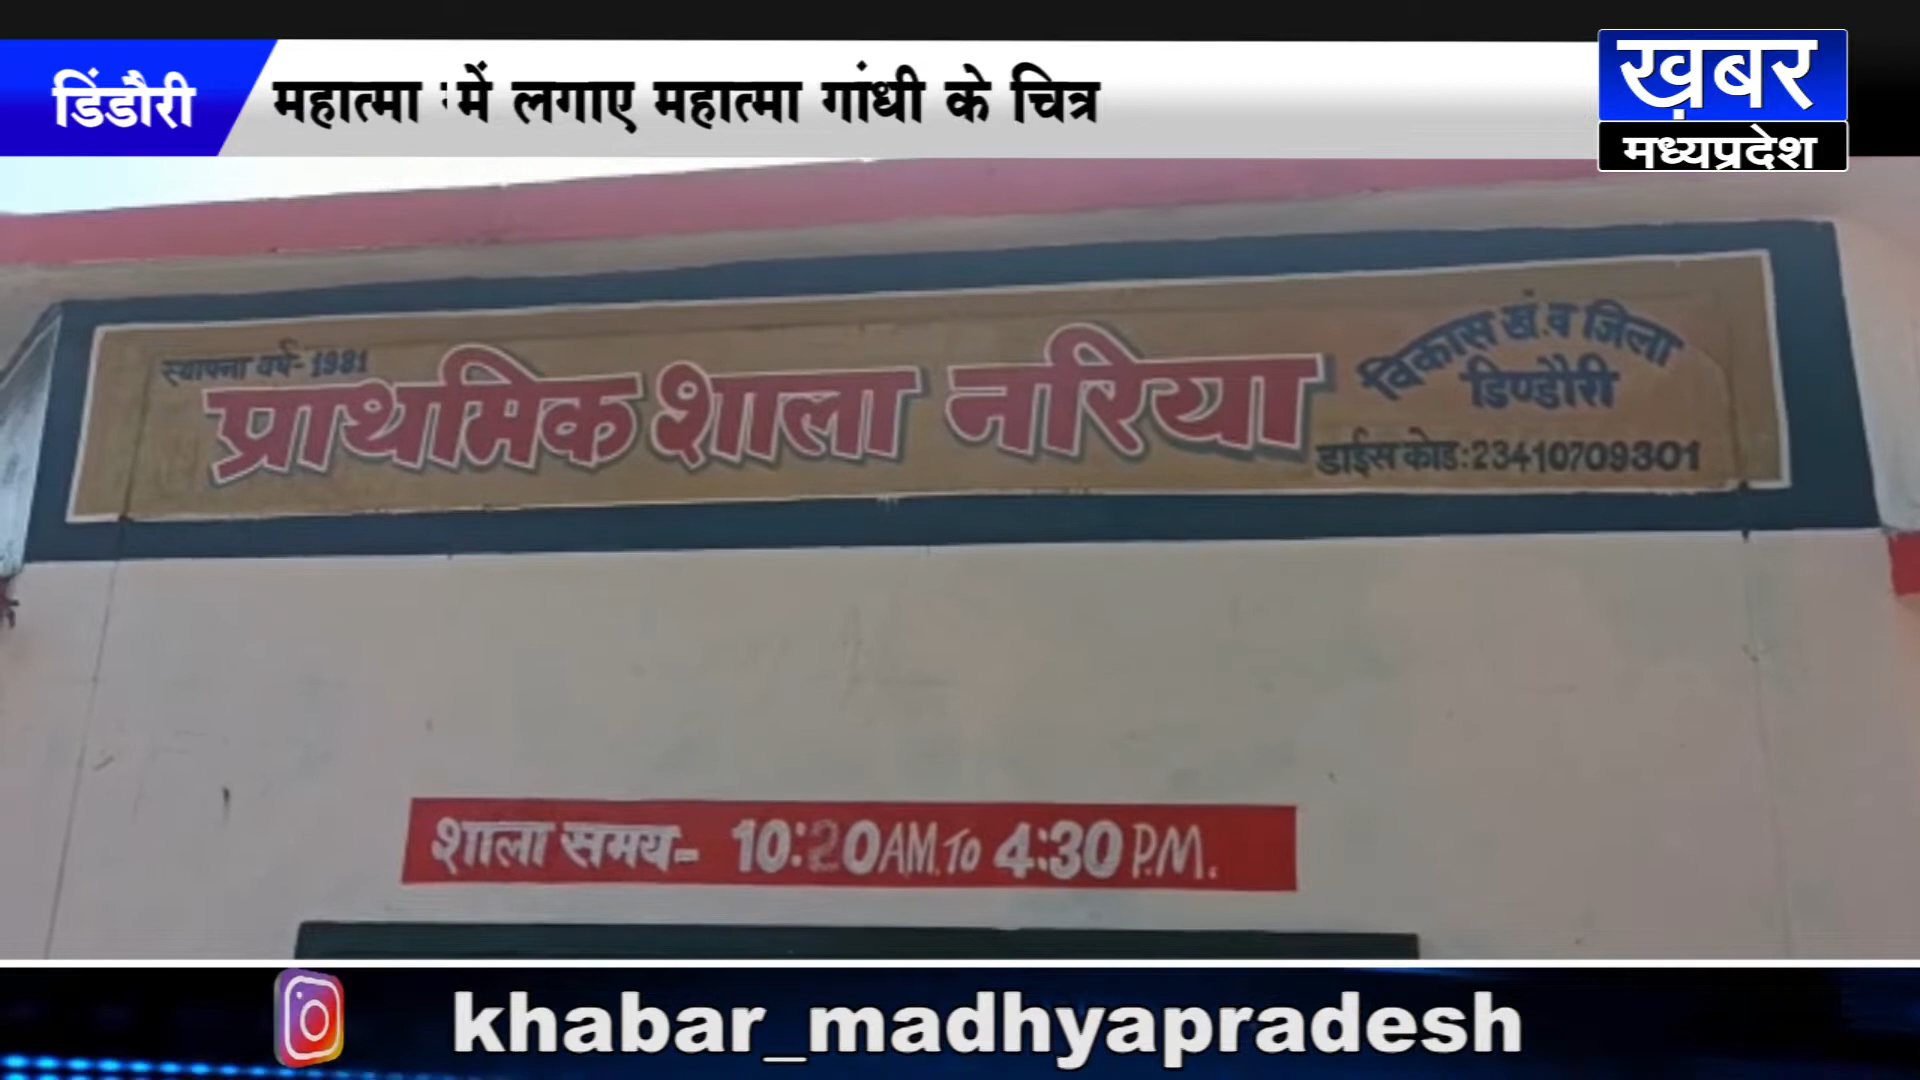 डिंडौरी
महात्मा में लगाए महात्मा गांधी के चित्र
ख़बर
मध्यप्रदेश
स्थापना वर्ष- 1981
प्राथमिक शाला नरिया
विकास खं. व जिला
डिण्डौरी
डाईस कोड:23410709301
शाला समय- 10:20AM. TO 4:30 P.M.
khabar_madhyapradesh